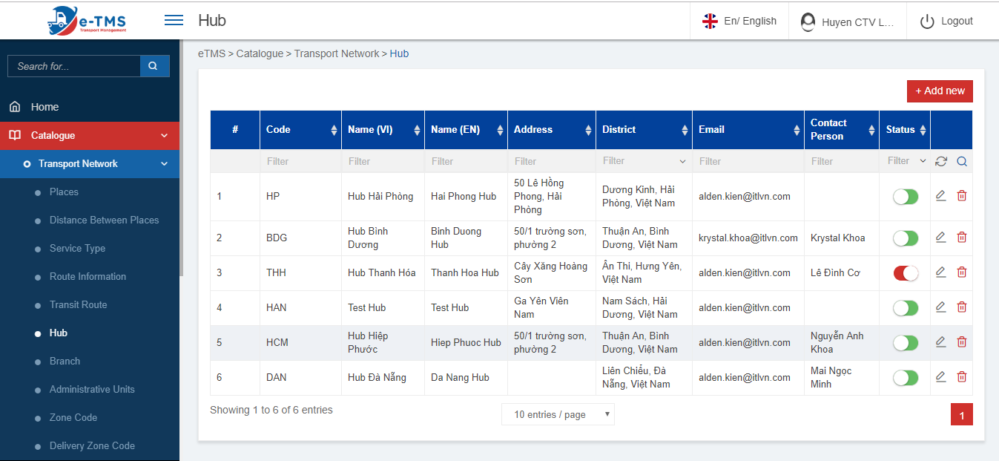 e-TMS
Transport Management
Hub
En/ English
Huyen CTV L...
Logout
Search for...
Home
Catalogue
Transport Network
Places
Distance Between Places
Service Type
Route Information
Transit Route
Hub
Branch
Administrative Units
Zone Code
Delivery Zone Code
eTMS > Catalogue > Transport Network > Hub
+ Add new
# Code Name (VI) Name (EN) Address District Email Contact Person Status
Filter Filter Filter Filter Filter Filter Filter Filter
1 HP Hub Hải Phòng Hai Phong Hub 50 Lê Hồng Phong, Hải Phòng Dương Kinh, Hải Phòng, Việt Nam alden.kien@itlvn.com
2 BDG Hub Bình Dương Binh Duong Hub 50/1 trường sơn, phường 2 Thuận An, Bình Dương, Việt Nam krystal.khoa@itlvn.com Krystal Khoa
3 THH Hub Thanh Hóa Thanh Hoa Hub Cây Xăng Hoàng Sơn Ân Thi, Hưng Yên, Việt Nam alden.kien@itlvn.com Lê Đình Cơ
4 HAN Test Hub Test Hub Ga Yên Viên Nam Nam Sách, Hải Dương, Việt Nam alden.kien@itlvn.com
5 HCM Hub Hiệp Phước Hiep Phuoc Hub 50/1 trường sơn, phường 2 Thuận An, Bình Dương, Việt Nam alden.kien@itlvn.com Nguyễn Anh Khoa
6 DAN Hub Đà Nẵng Da Nang Hub Liên Chiểu, Đà Nẵng, Việt Nam alden.kien@itlvn.com Mai Ngọc Minh
Showing 1 to 6 of 6 entries
10 entries / page
1